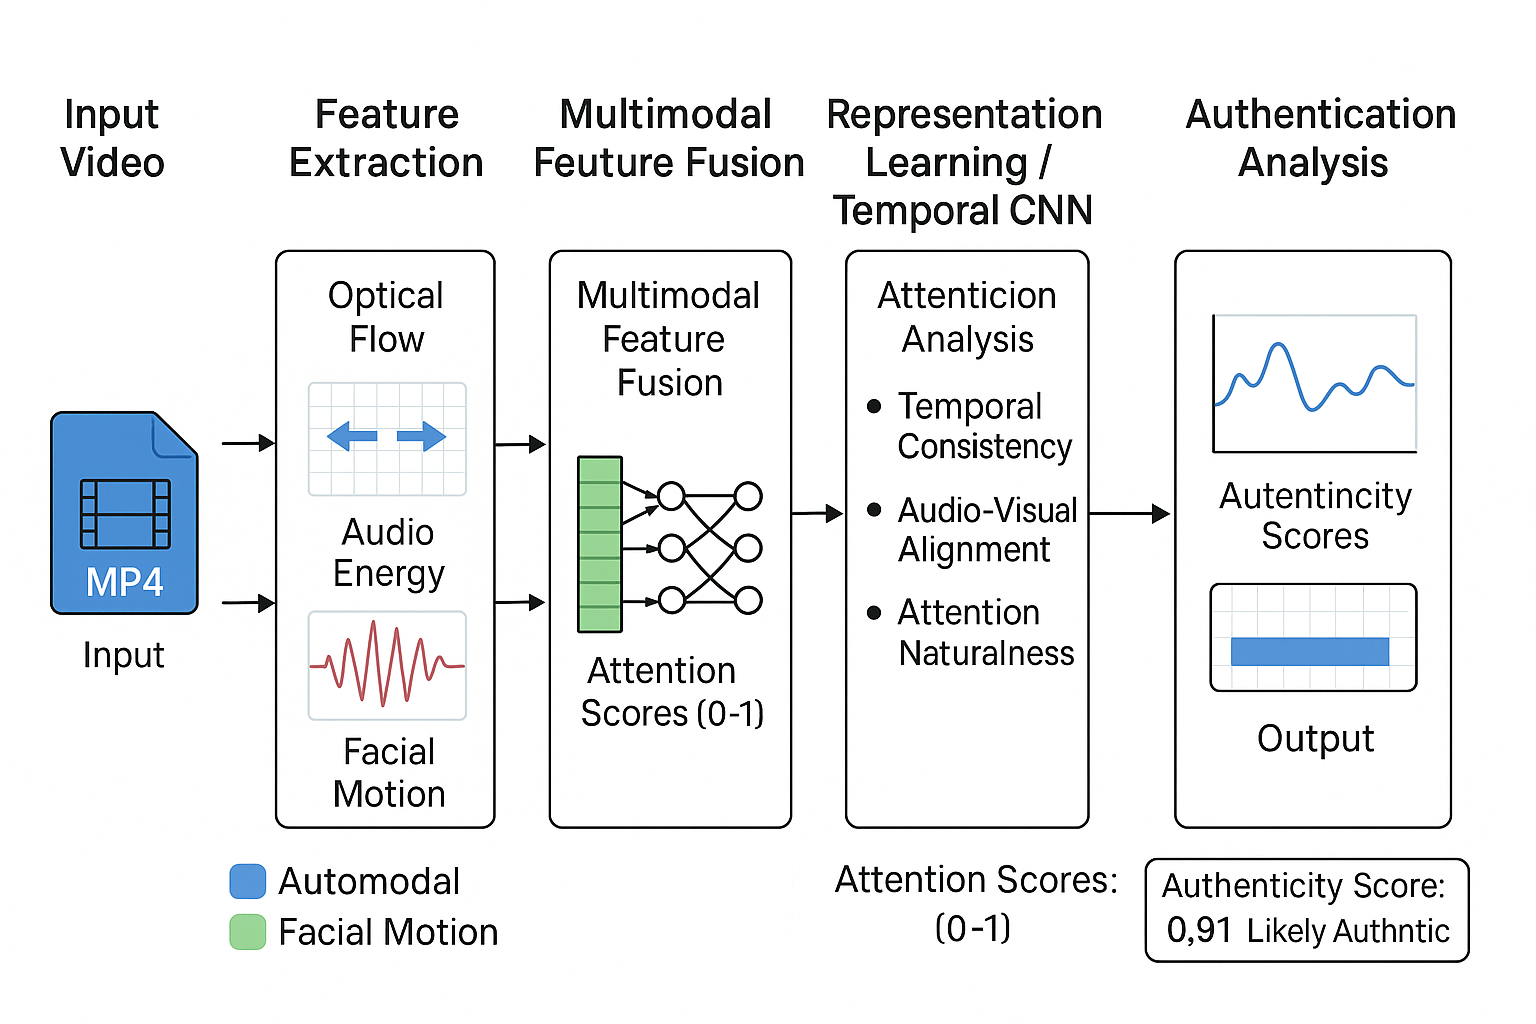 Input
Video
Feature
Extraction
Multimodal
Feuture Fusion
Representation
Learning /
Temporal CNN
Authentication
Analysis
MP4
Input
Optical
Flow
Audio
Energy
Facial
Motion
Multimodal
Feature
Fusion
Attention
Scores (0-1)
Attenticion
Analysis
• Temporal
Consistency
• Audio-Visual
Alignment
• Attention
Naturalness
Autentincity
Scores
Output
Automodal
Facial Motion
Attention Scores:
(0-1)
Authenticity Score:
0,91 Likely Authntic